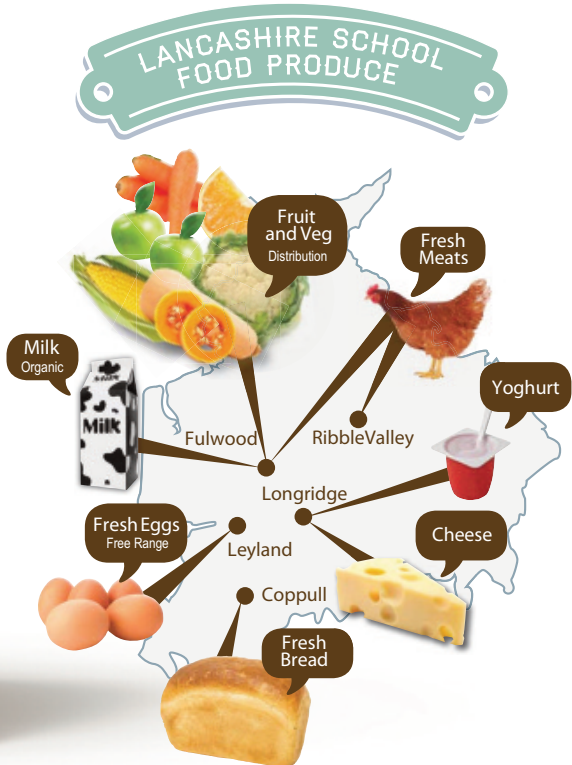 LANCASHIRE SCHOOL
FOOD PRODUCE
Fruit
and Veg
Distribution
Fresh
Meats
Milk
Organic
Milk
Yoghurt
Fulwood
RibbleValley
Longridge
Fresh Eggs
Free Range
Leyland
Cheese
Coppull
Fresh
Bread